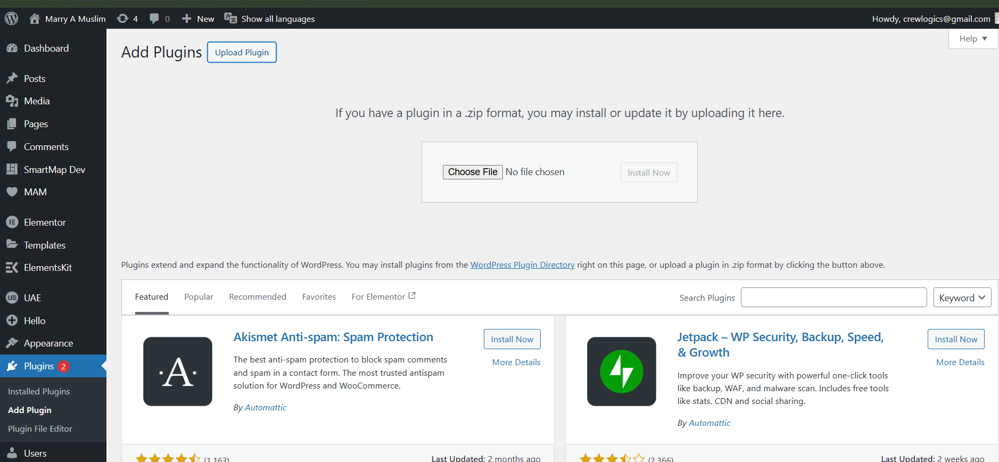 Marry A Muslim 4 0 New Show all languages Howdy, crewlogics@gmail.com
Help
Dashboard
Posts
Media
Pages
Comments
SmartMap Dev
MAM
Elementor
Templates
ElementsKit
UAE
Hello
Appearance
Plugins 2
Installed Plugins
Add Plugin
Plugin File Editor
Users
Add Plugins Upload Plugin
If you have a plugin in a .zip format, you may install or update it by uploading it here.
Choose File No file chosen Install Now
Plugins extend and expand the functionality of WordPress. You may install plugins from the WordPress Plugin Directory right on this page, or upload a plugin in .zip format by clicking the button above.
Featured Popular Recommended Favorites For Elementor Search Plugins Keyword
·A·
Akismet Anti-spam: Spam Protection
Install Now
More Details
The best anti-spam protection to block spam comments
and spam in a contact form. The most trusted antispam
solution for WordPress and WooCommerce.
By Automattic
(1,163)
Last Updated: 2 months ago
Jetpack – WP Security, Backup, Speed,
& Growth
Install Now
More Details
Improve your WP security with powerful one-click tools
like backup, WAF, and malware scan. Includes free tools
like stats, CDN and social sharing.
By Automattic
(2,366)
Last Updated: 2 weeks ago